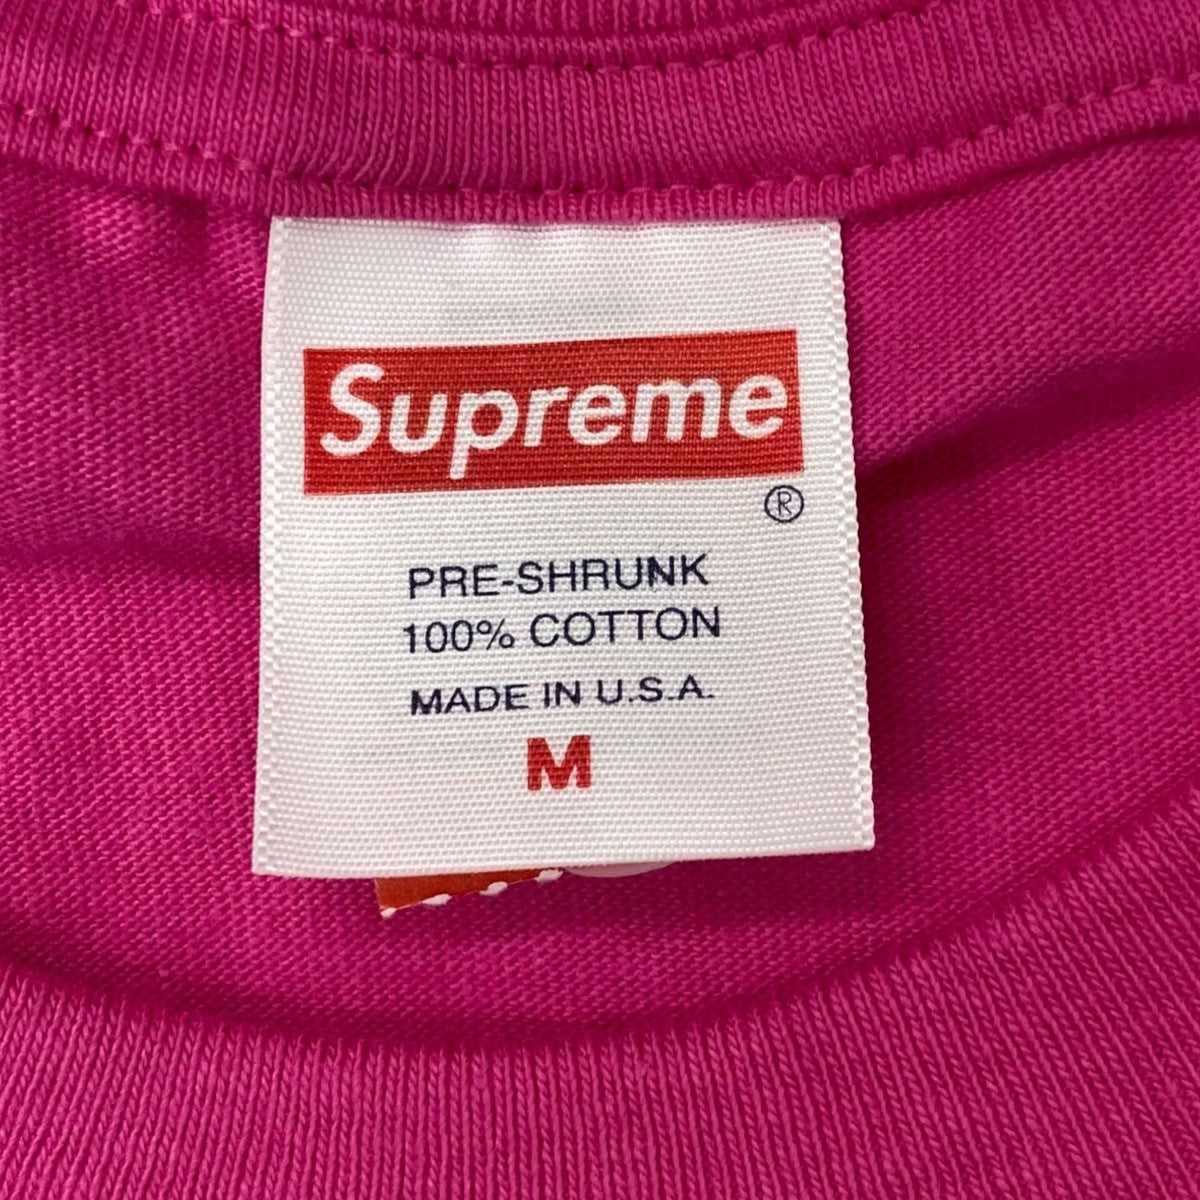 Supreme
®
PRE-SHRUNK
100% COTTON
MADE IN U.S.A.
M